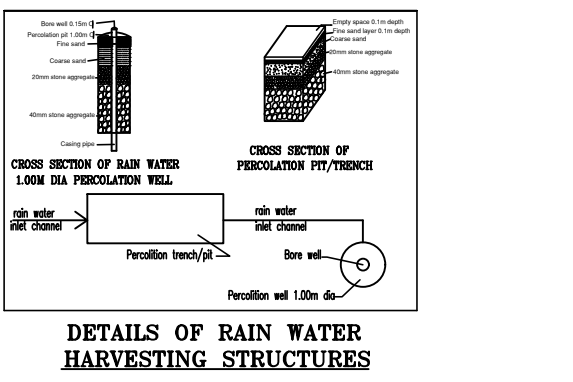 Bore well 0.15m
Percolation pit 1.00m
Fine sand
Coarse sand
20mm stone aggregate
40mm stone aggregate
Casing pipe
CROSS SECTION OF RAIN WATER
1.00M DIA PERCOLATION WELL
Empty space 0.1m depth
Fine sand layer 0.1m depth
Coarse sand
20mm stone aggregate
40mm stone aggregate
CROSS SECTION OF
PERCOLATION PIT/TRENCH
rain water
inlet channel
Percolition trench/pit
rain water
inlet channel
Bore well
Percolition well 1.00m dia
DETAILS OF RAIN WATER
HARVESTING STRUCTURES